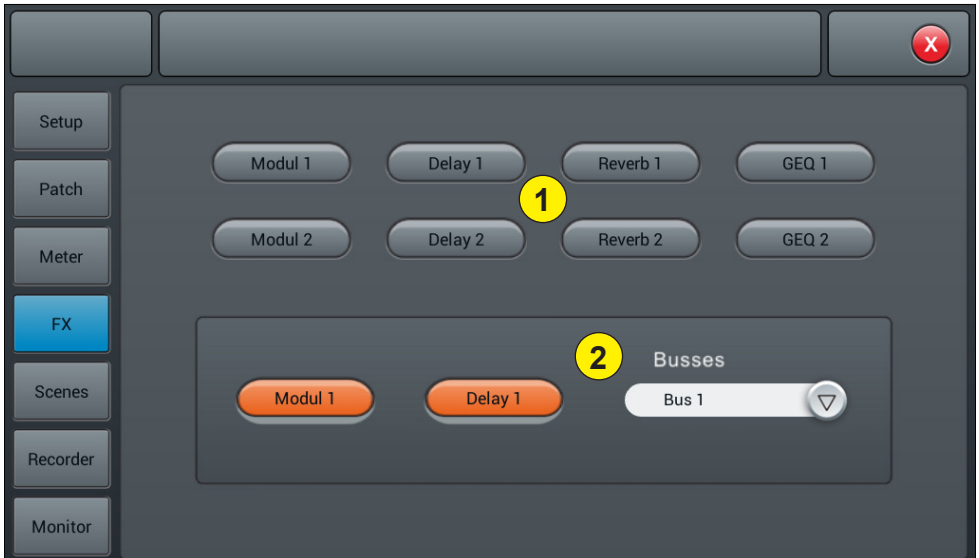 X
Setup
Patch
Meter
FX
Scenes
Recorder
Monitor
Modul 1 Delay 1 Reverb 1 GEQ 1
1
Modul 2 Delay 2 Reverb 2 GEQ 2
2 Busses
Modul 1 Delay 1 Bus 1